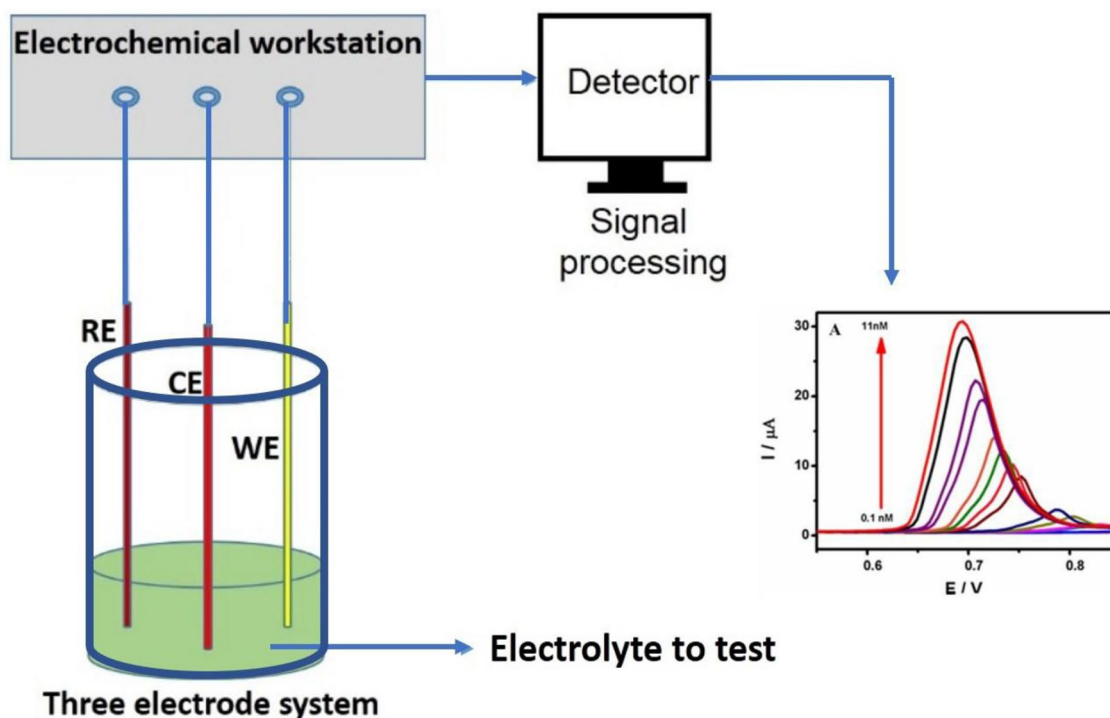 Electrochemical workstation
Detector
Signal
processing
RE
CE
WE
Electrolyte to test
Three electrode system
A
11nM
0.1 nM
30
20
10
0
I / µA
0.6
0.7
0.8
E / V